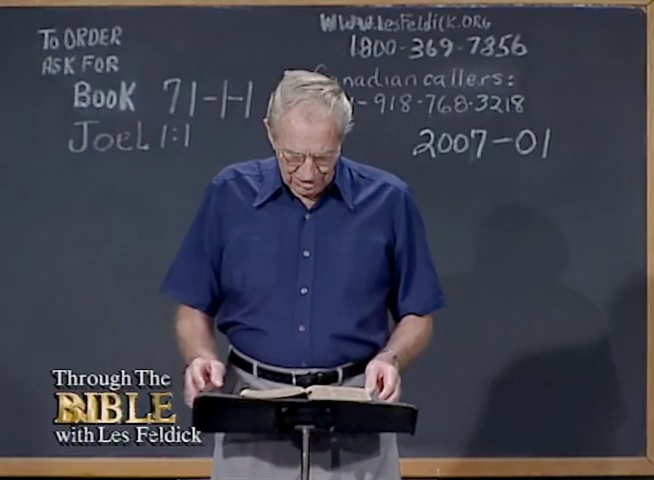 To ORDER
ASK FOR
BOOK 71-1-1
JoeL 1:1
WWW.LesFeldick.ORG
1800-369-7856
anadian callers:
-918-768-3218
2007-01
Through The
BIBLE
with Les Feldick